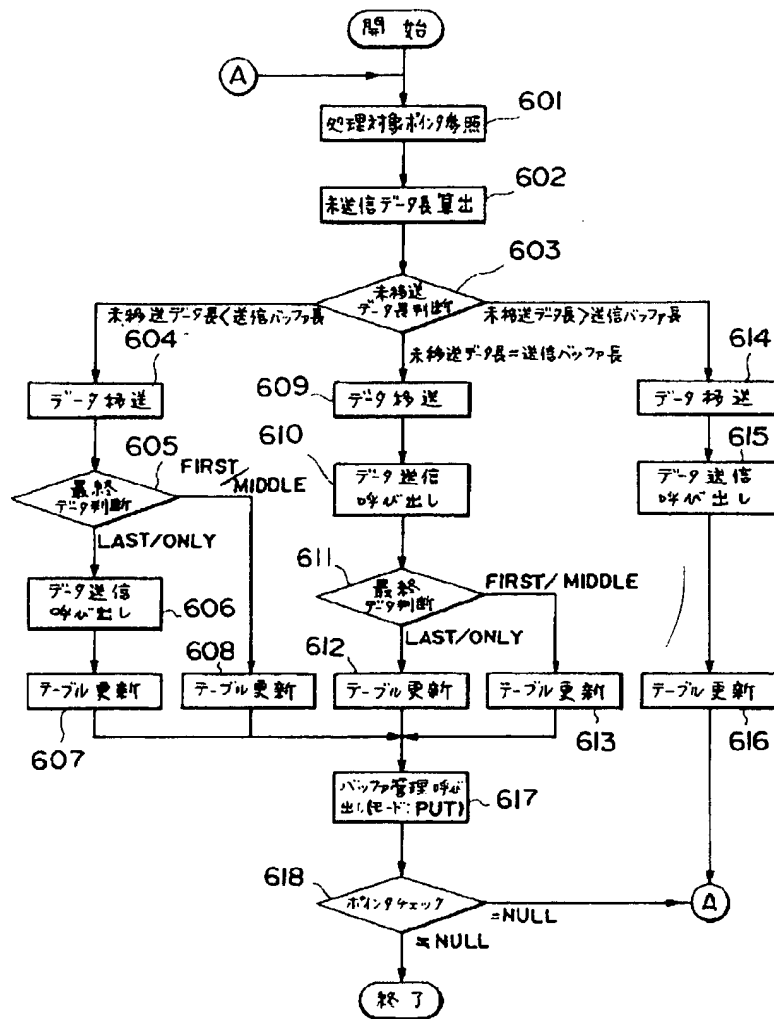 開始
A
601
処理対象ポインタ参照
602
未送信データ長算出
603
未移送
データ長判断
未移送データ長<送信バッファ長
未移送データ長>送信バッファ長
未移送データ長=送信バッファ長
604
609
614
データ移送
データ移送
データ移送
605
FIRST/
MIDDLE
610
615
最終
データ判断
データ送信
呼び出し
データ送信
呼び出し
LAST/ONLY
611
FIRST/MIDDLE
最終
データ判断
データ送信
呼び出し
606
LAST/ONLY
608
612
テーブル更新
テーブル更新
テーブル更新
テーブル更新
テーブル更新
607
613
616
バッファ管理呼び
出し(モード:PUT)
617
618
ポインタチェック
=NULL
A
≠NULL
終了